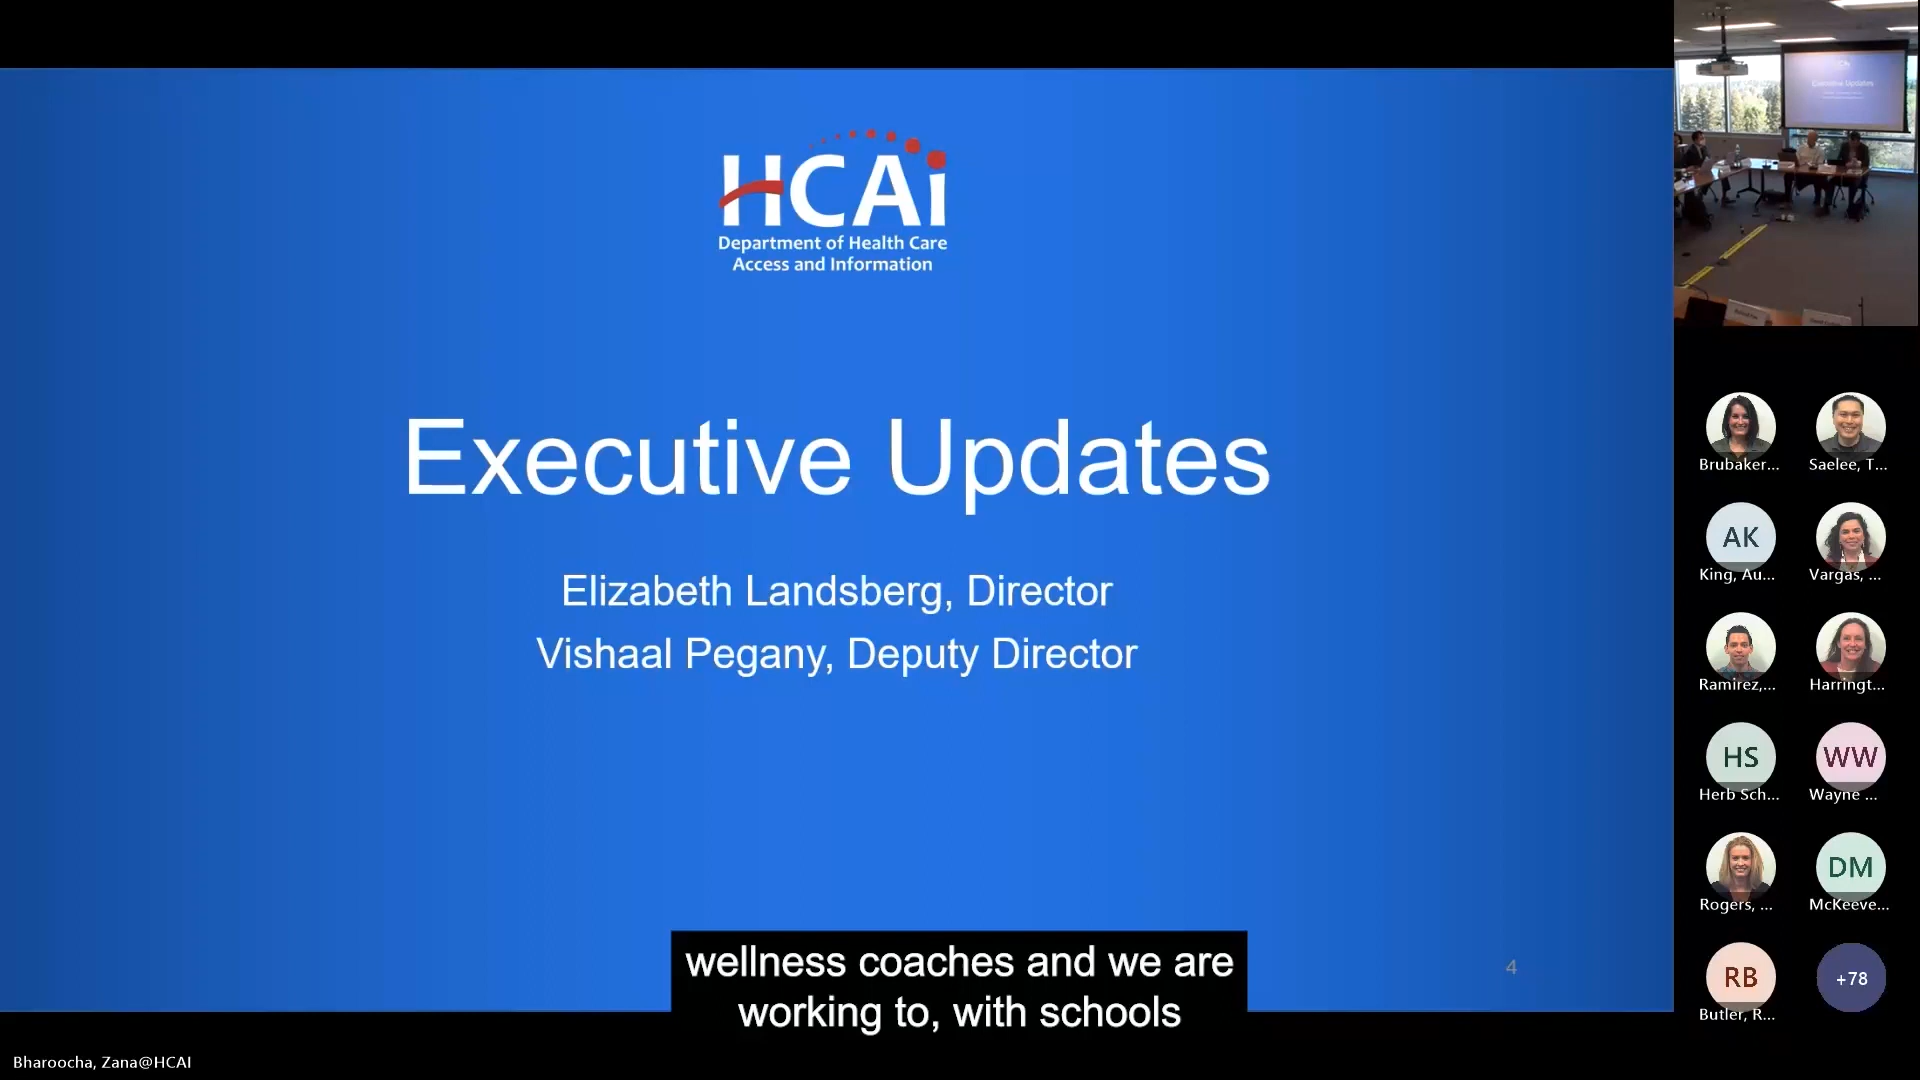 HCAi
Department of Health Care
Access and Information
Executive Updates
Elizabeth Landsberg, Director
Vishaal Pegany, Deputy Director
4
wellness coaches and we are
working to, with schools
Bharoocha, Zana@HCAI
Executive Updates
Brubaker...
Saelee, T...
AK
King, Au...
Vargas, ...
Ramirez,...
Harringt...
HS
Herb Sch...
WW
Wayne ...
Rogers, ...
DM
McKeeve...
RB
Butler, R...
+78